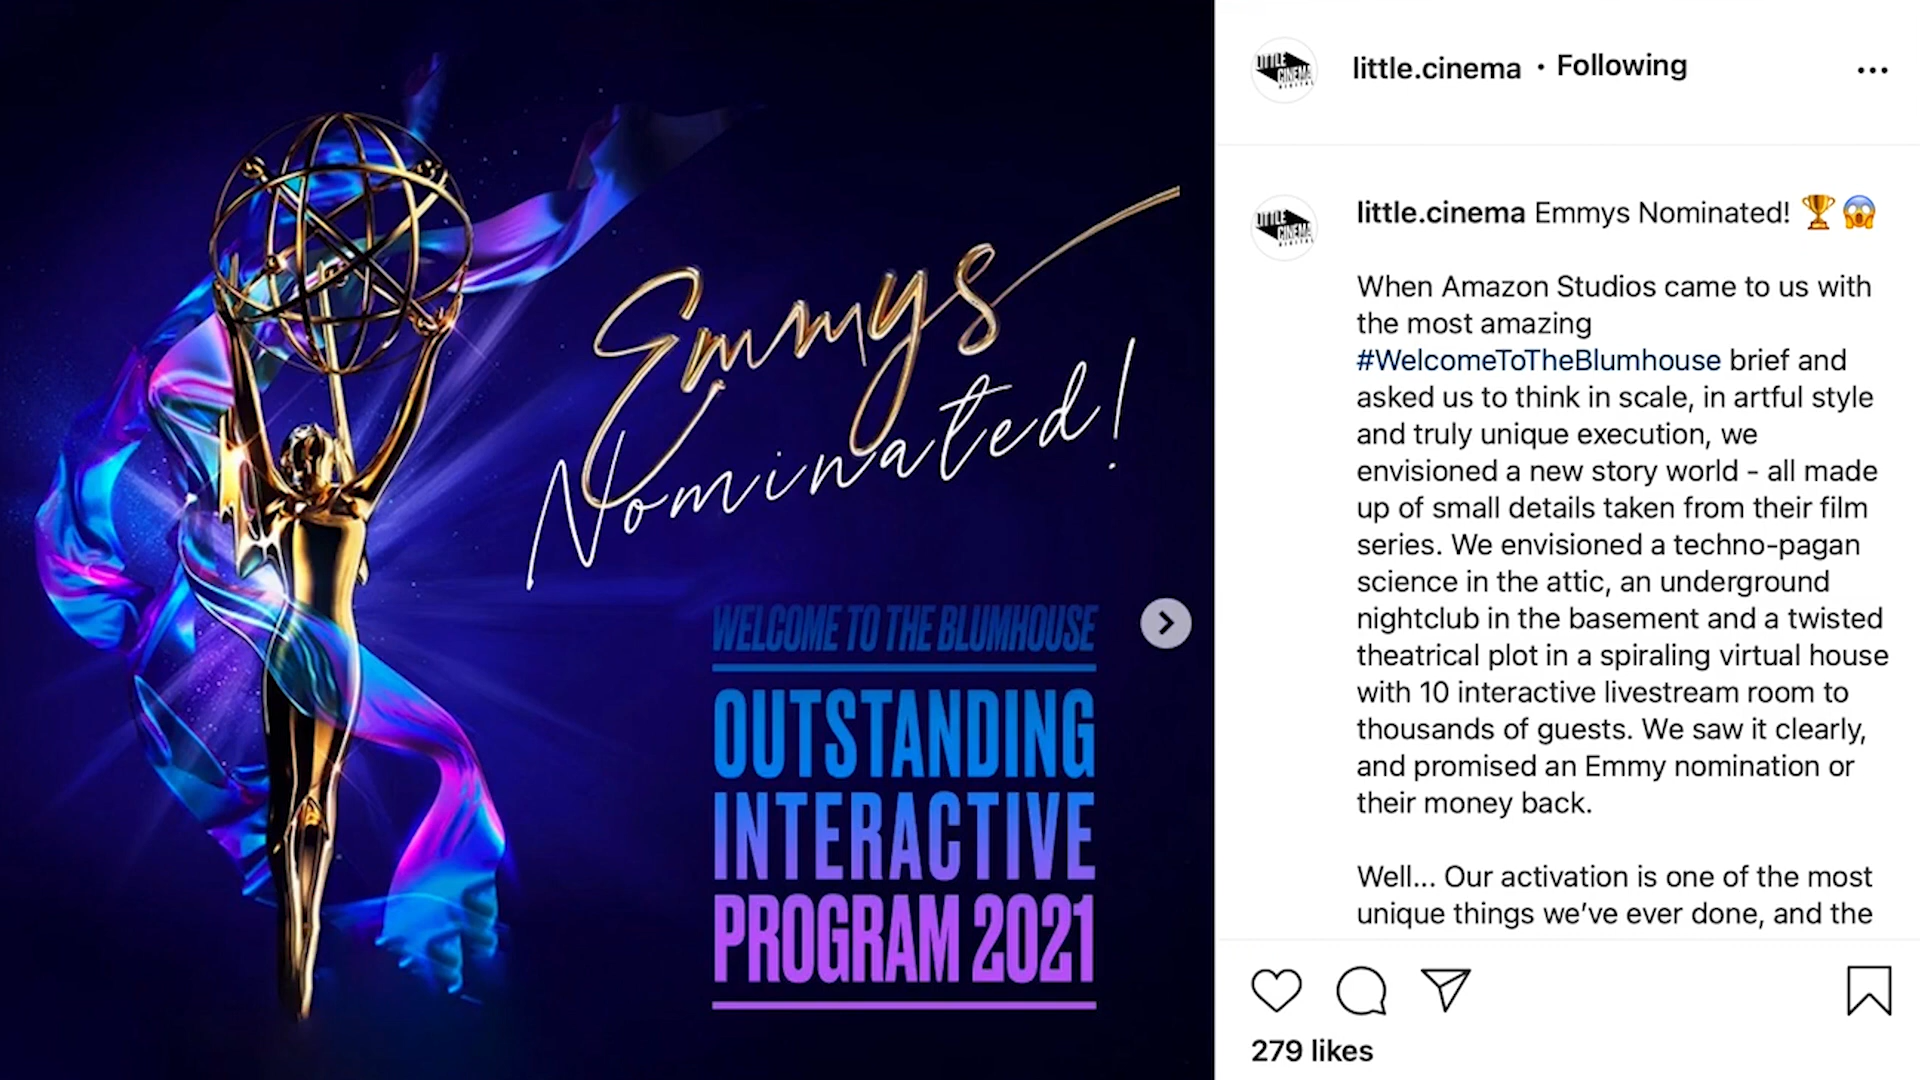 Emmys
Nominated!
WELCOME TO THE BLUMHOUSE
OUTSTANDING
INTERACTIVE
PROGRAM 2021
LITTLE
CINEMA
DIGITAL
little.cinema • Following
LITTLE
CINEMA
DIGITAL
little.cinema Emmys Nominated! 🏆😱
When Amazon Studios came to us with
the most amazing
#WelcomeToTheBlumhouse brief and
asked us to think in scale, in artful style
and truly unique execution, we
envisioned a new story world - all made
up of small details taken from their film
series. We envisioned a techno-pagan
science in the attic, an underground
nightclub in the basement and a twisted
theatrical plot in a spiraling virtual house
with 10 interactive livestream room to
thousands of guests. We saw it clearly,
and promised an Emmy nomination or
their money back.
Well... Our activation is one of the most
unique things we’ve ever done, and the
279 likes